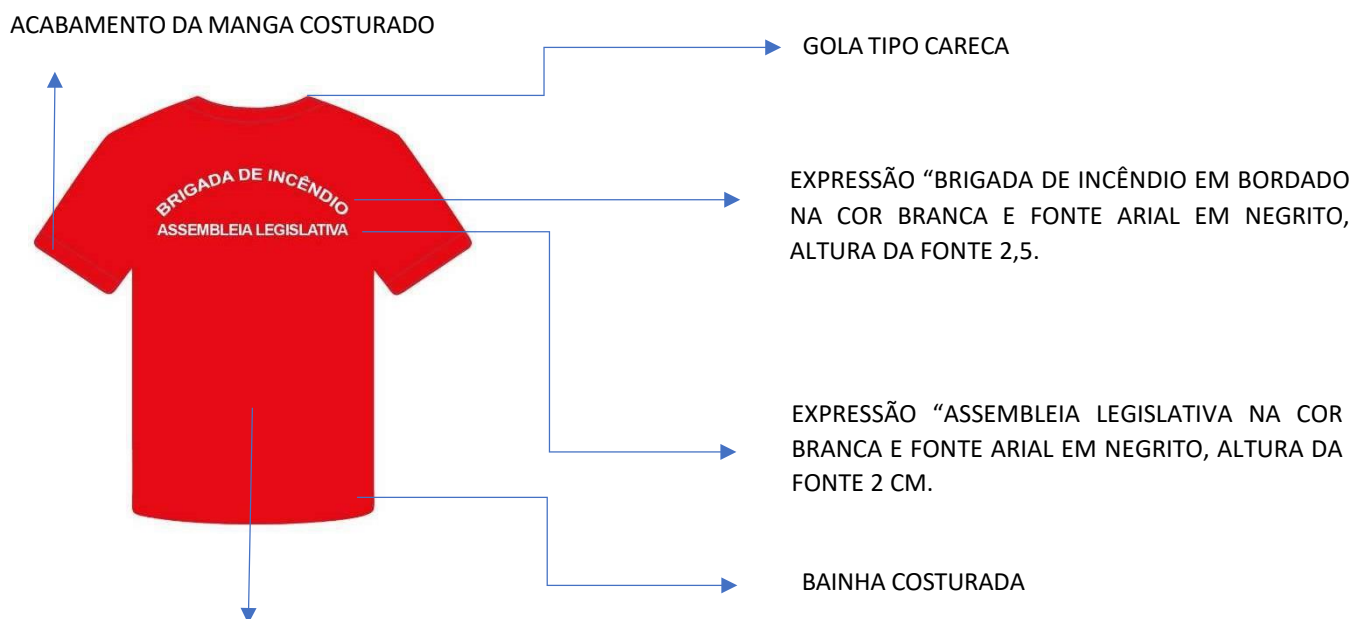 ACABAMENTO DA MANGA COSTURADO
GOLA TIPO CARECA
BRIGADA DE INCÊNDIO
ASSEMBLEIA LEGISLATIVA
EXPRESSÃO “BRIGADA DE INCÊNDIO EM BORDADO
NA COR BRANCA E FONTE ARIAL EM NEGRITO,
ALTURA DA FONTE 2,5.
EXPRESSÃO “ASSEMBLEIA LEGISLATIVA NA COR
BRANCA E FONTE ARIAL EM NEGRITO, ALTURA DA
FONTE 2 CM.
BAINHA COSTURADA